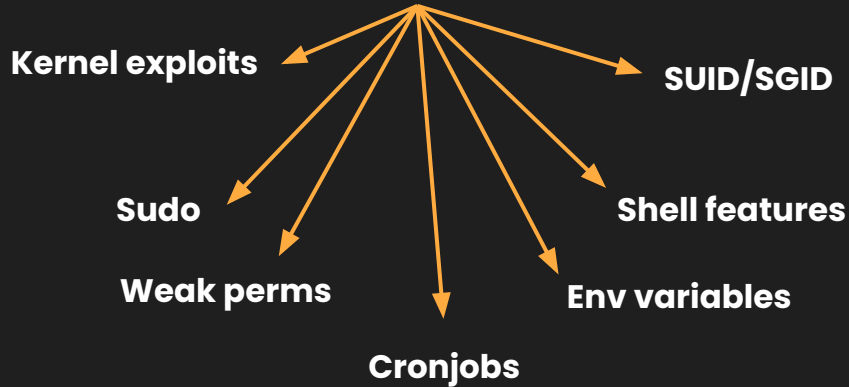 Kernel exploits
SUID/SGID
Sudo
Shell features
Weak perms
Env variables
Cronjobs